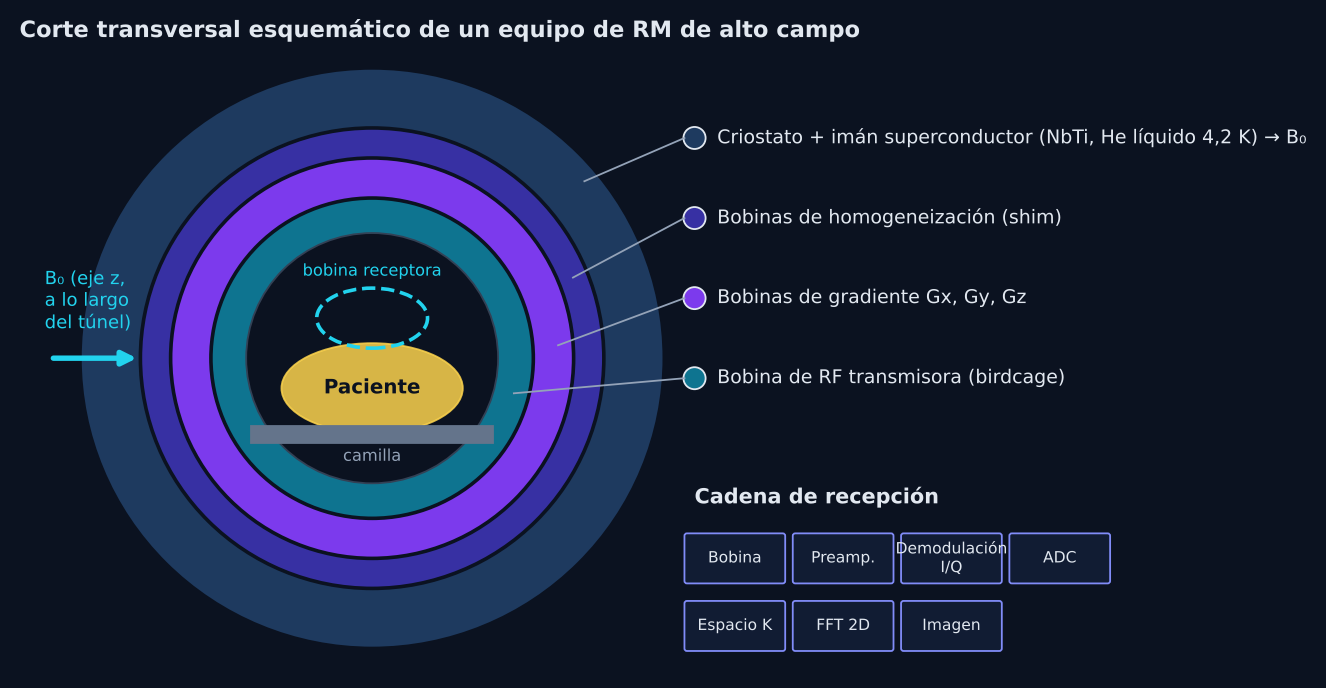 Corte transversal esquemático de un equipo de RM de alto campo
Criostato + imán superconductor (NbTi, He líquido 4,2 K) → B₀
Bobinas de homogeneización (shim)
Bobinas de gradiente Gx, Gy, Gz
Bobina de RF transmisora (birdcage)
B₀ (eje z,
a lo largo
del túnel)
bobina receptora
Paciente
camilla
Cadena de recepción
Bobina
Preamp.
Demodulación
I/Q
ADC
Espacio K
FFT 2D
Imagen